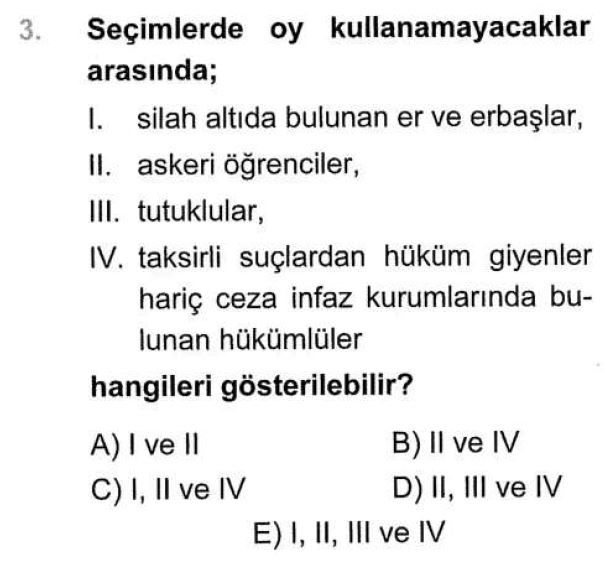 3. Seçimlerde oy kullanamayacaklar
arasında;
I. silah altıda bulunan er ve erbaşlar,
II. askeri öğrenciler,
III. tutuklular,
IV. taksirli suçlardan hüküm giyenler
hariç ceza infaz kurumlarında bu-
lunan hükümlüler
hangileri gösterilebilir?
A) I ve II B) II ve IV
C) I, II ve IV D) II, III ve IV
E) I, II, III ve IV